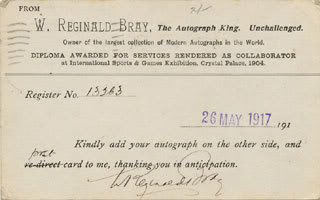 FROM
W. REGINALD BRAY, The Autograph King. Unchallenged.
Owner of the largest collection of Modern Autographs in the World.
DIPLOMA AWARDED FOR SERVICES RENDERED AS COLLABORATOR
at International Sports & Games Exhibition, Crystal Palace, 1904.
Register No. 13363
26 MAY 1917 191
Kindly add your autograph on the other side, and
post
re-direct card to me, thanking you in anticipation.
W Reginald Bray